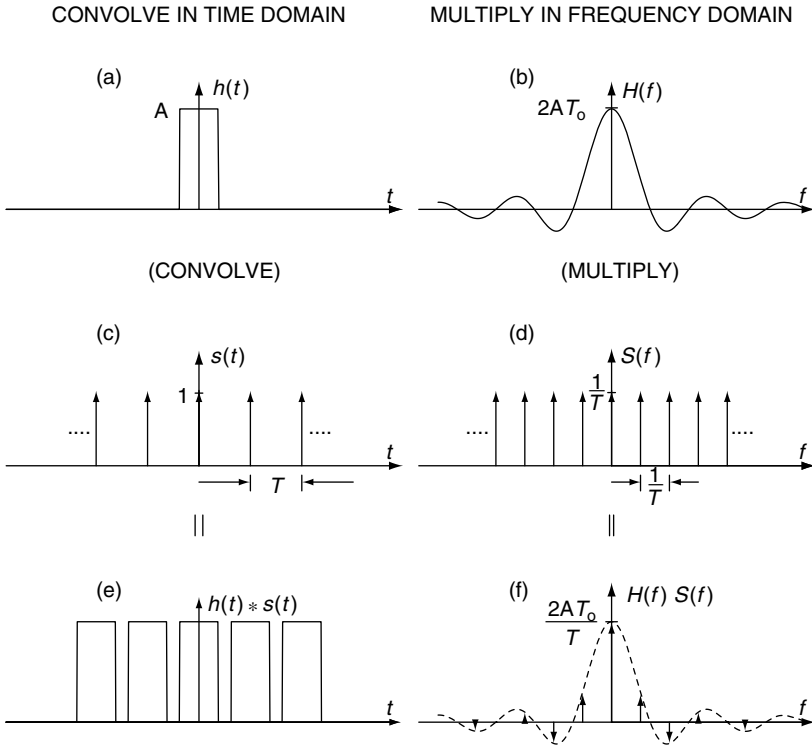 CONVOLVE IN TIME DOMAIN
MULTIPLY IN FREQUENCY DOMAIN
(a)
h(t)
A
t
(b)
H(f)
2AT₀
f
(CONVOLVE)
(MULTIPLY)
(c)
s(t)
1
....
....
t
T
(d)
S(f)
1
T
....
....
f
1
T
||
||
(e)
h(t) * s(t)
t
(f)
H(f) S(f)
2AT₀
T
f